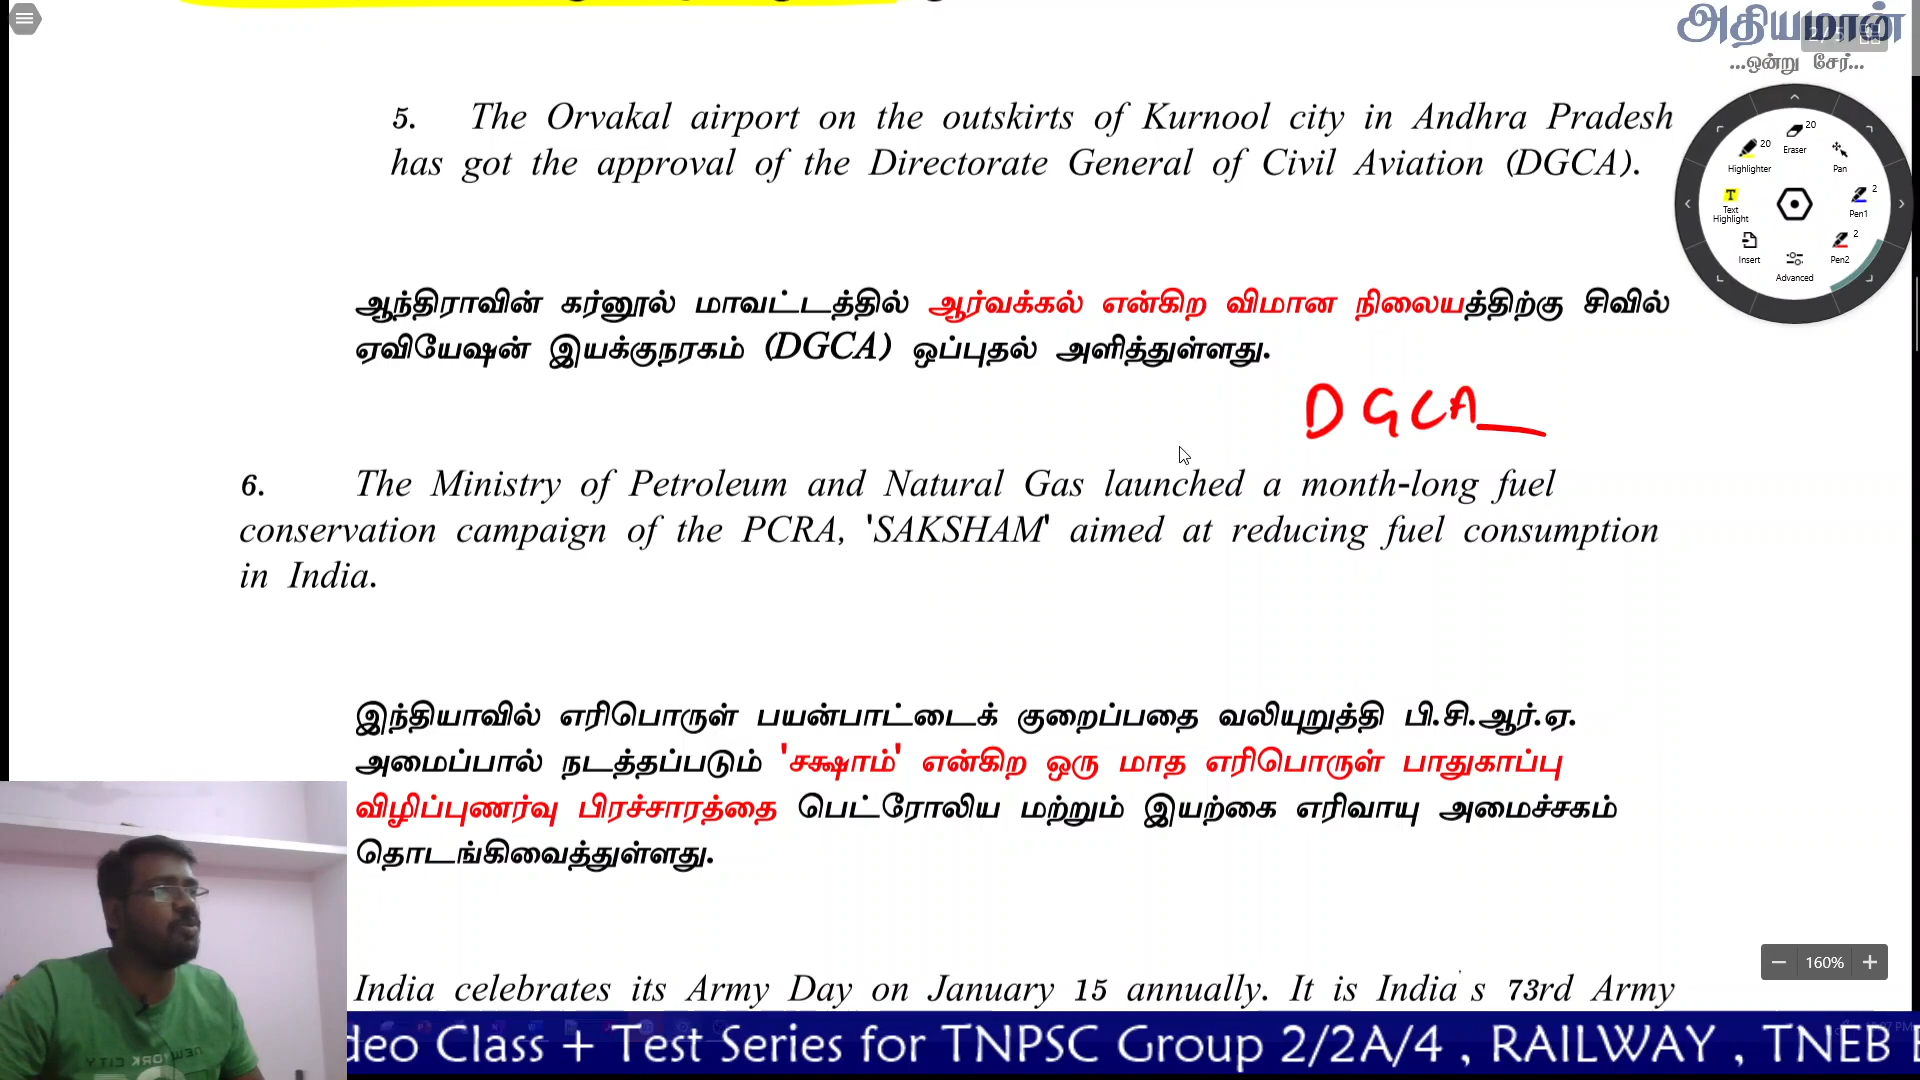 அதியமான்
...ஒன்று சேர்...
2/5
5. The Orvakal airport on the outskirts of Kurnool city in Andhra Pradesh
has got the approval of the Directorate General of Civil Aviation (DGCA).
20
Eraser
20
Highlighter
Pan
T
Text
Highlight
2
Pen1
Insert
2
Pen2
Advanced
ஆந்திராவின் கர்னூல் மாவட்டத்தில் ஆர்வக்கல் என்கிற விமான நிலையத்திற்கு சிவில்
ஏவியேஷன் இயக்குநரகம் (DGCA) ஒப்புதல் அளித்துள்ளது.
DGCA
6. The Ministry of Petroleum and Natural Gas launched a month-long fuel
conservation campaign of the PCRA, 'SAKSHAM' aimed at reducing fuel consumption
in India.
இந்தியாவில் எரிபொருள் பயன்பாட்டைக் குறைப்பதை வலியுறுத்தி பி.சி.ஆர்.ஏ.
அமைப்பால் நடத்தப்படும் 'சக்ஷாம்' என்கிற ஒரு மாத எரிபொருள் பாதுகாப்பு
விழிப்புணர்வு பிரச்சாரத்தை பெட்ரோலிய மற்றும் இயற்கை எரிவாயு அமைச்சகம்
தொடங்கிவைத்துள்ளது.
160%
India celebrates its Army Day on January 15 annually. It is India's 73rd Army
deo Class + Test Series for TNPSC Group 2/2A/4 , RAILWAY , TNEB